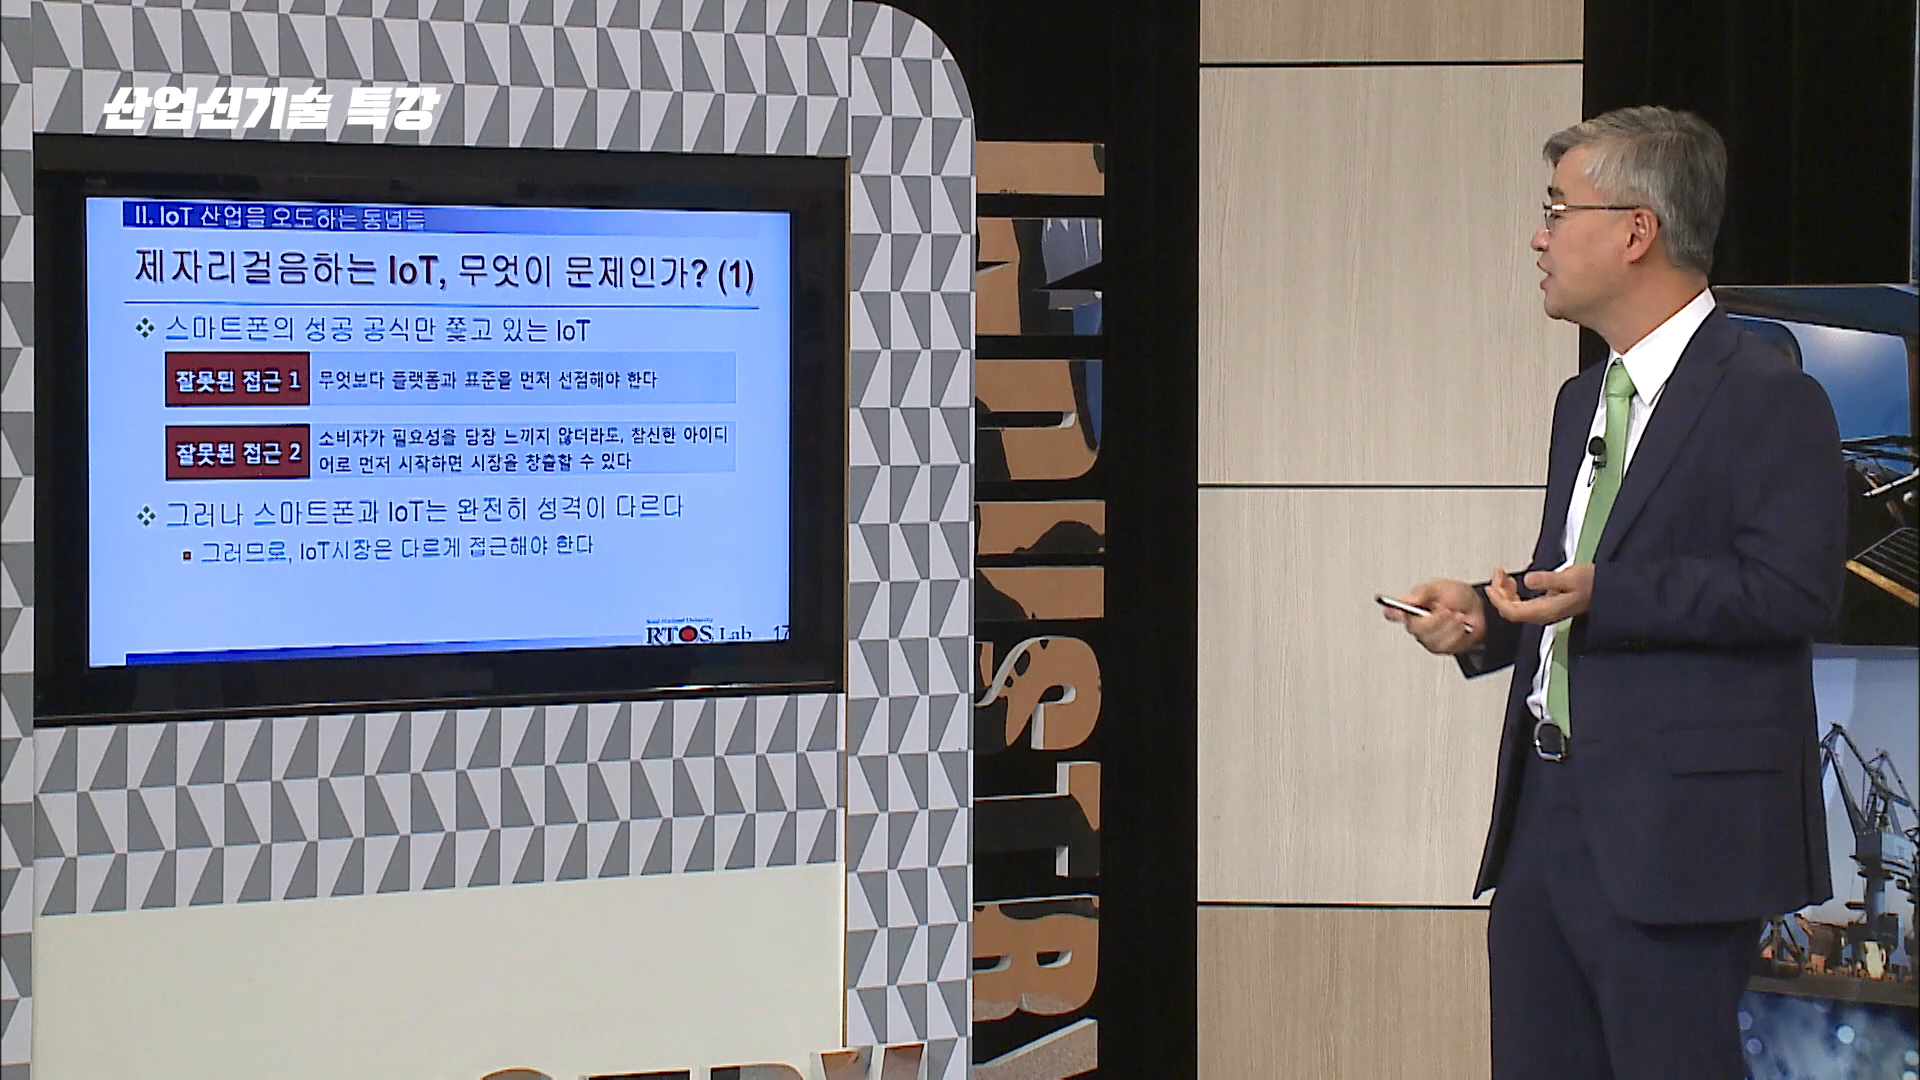 산업신기술 특강
II. IoT 산업을 오도하는 통념들
제자리걸음하는 IoT, 무엇이 문제인가? (1)
스마트폰의 성공 공식만 쫓고 있는 IoT
잘못된 접근 1
무엇보다 플랫폼과 표준을 먼저 선점해야 한다
잘못된 접근 2
소비자가 필요성을 당장 느끼지 않더라도, 참신한 아이디
어로 먼저 시작하면 시장을 창출할 수 있다
그러나 스마트폰과 IoT는 완전히 성격이 다르다
그러므로, IoT시장은 다르게 접근해야 한다
Seoul National University
RTOS Lab
17